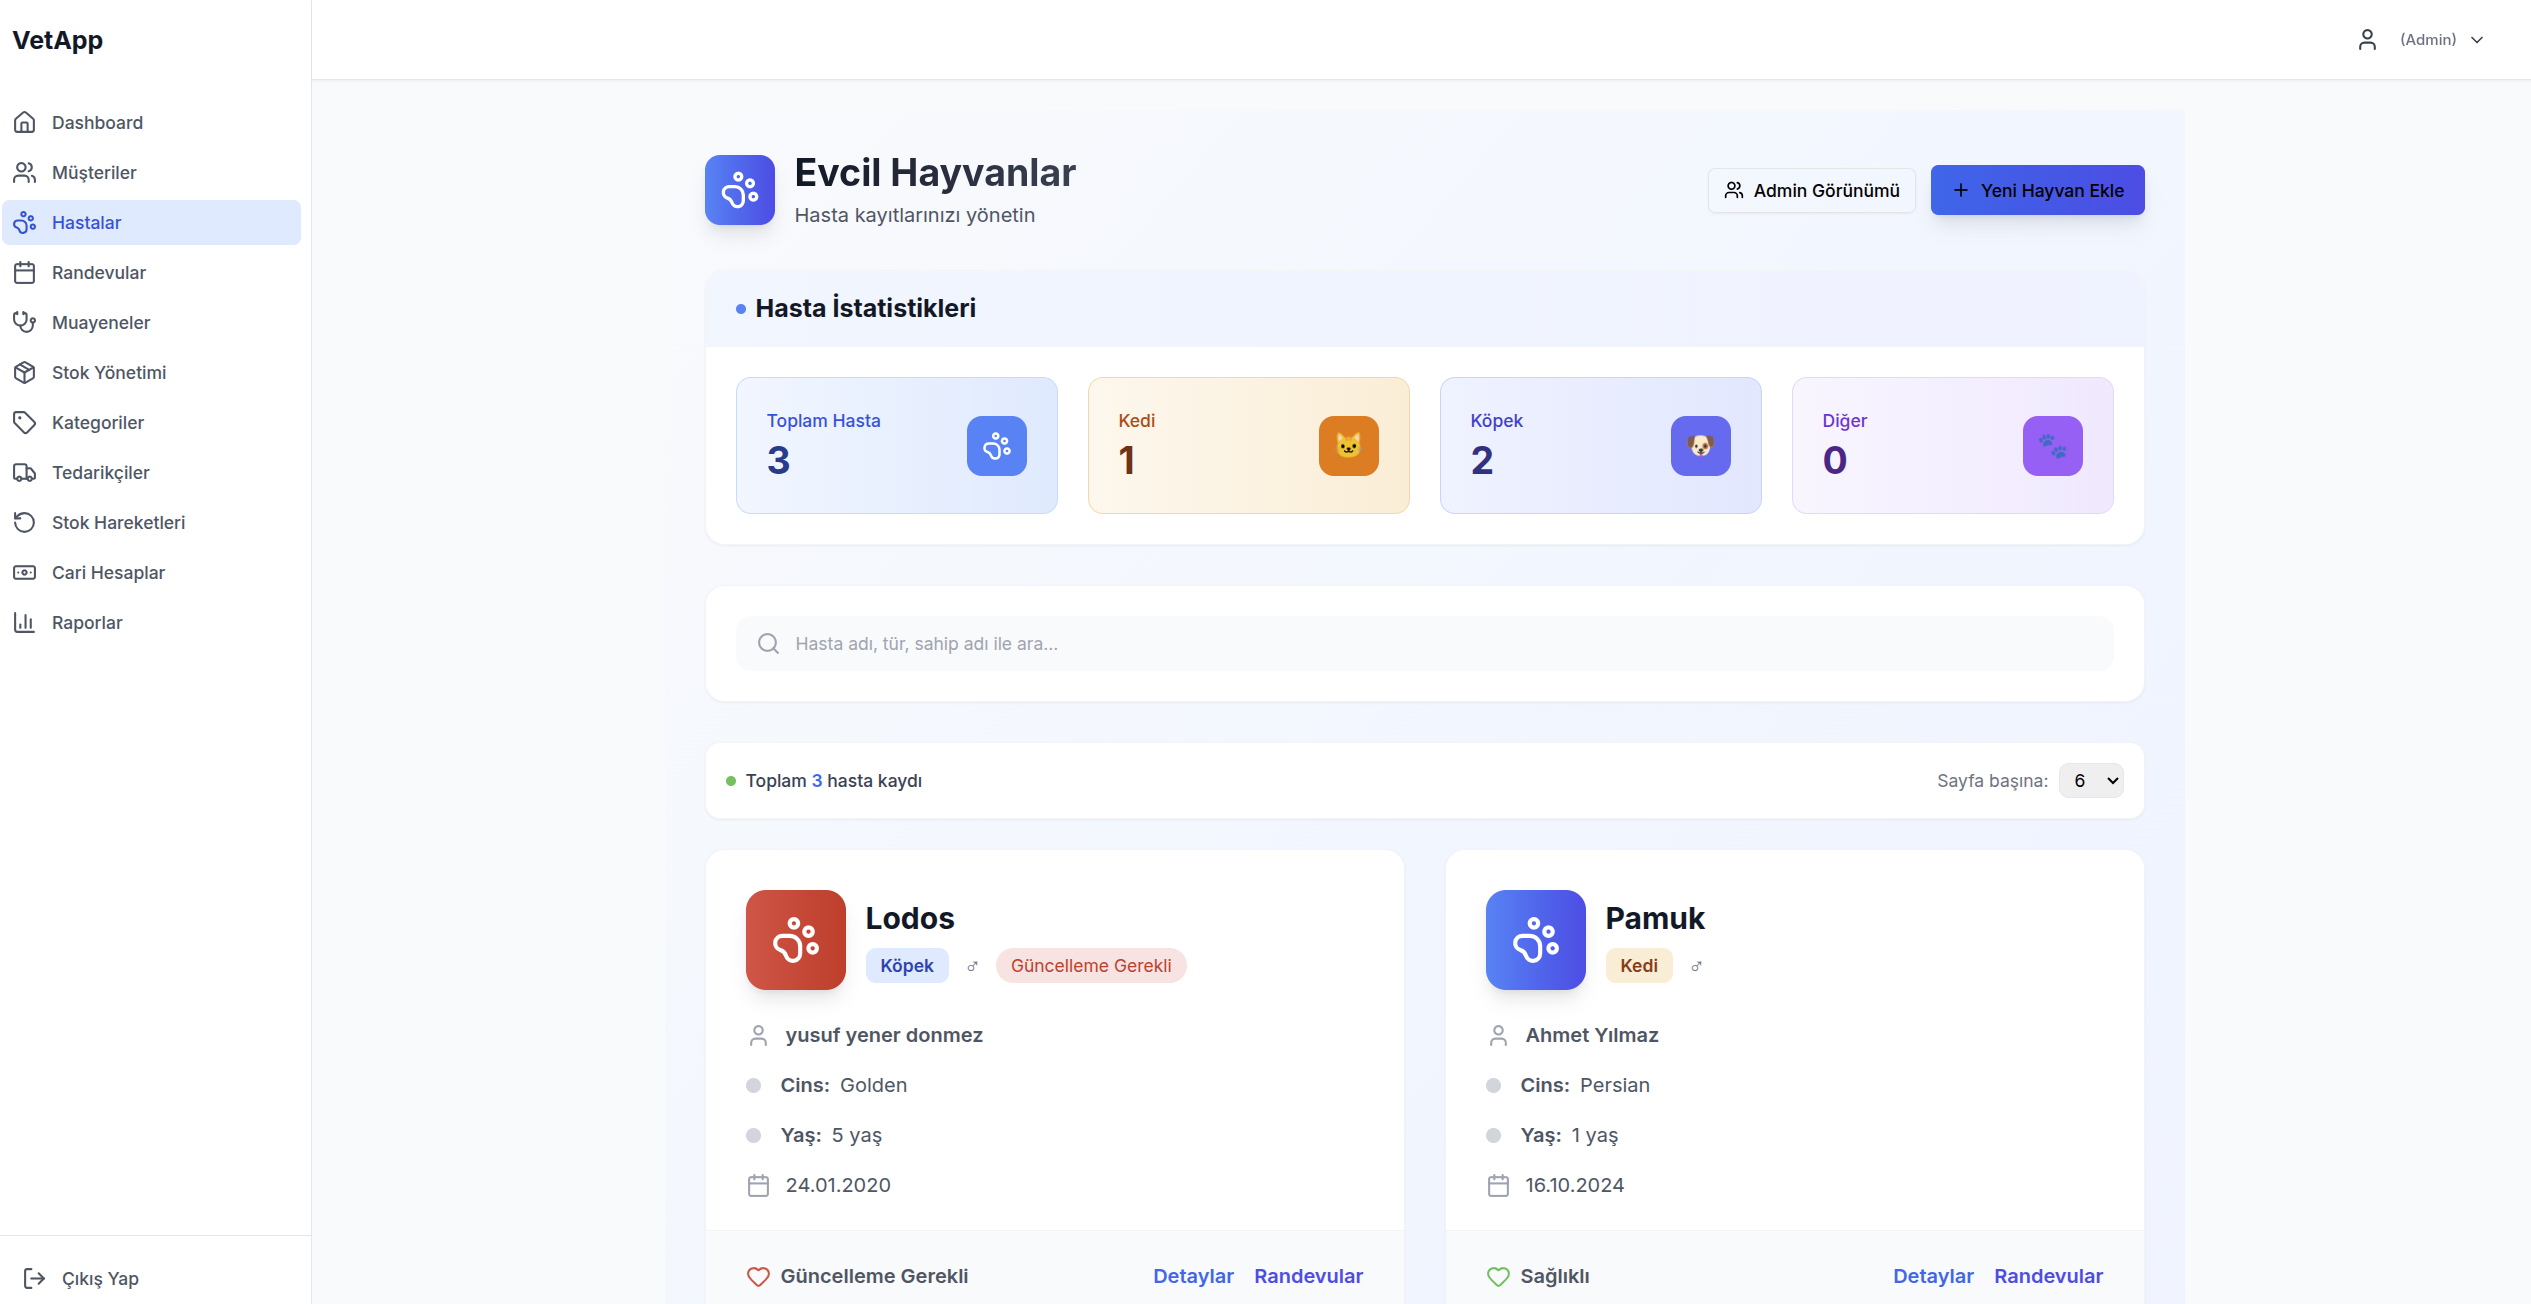 VetApp
(Admin)
Dashboard
Müşteriler
Hastalar
Randevular
Muayeneler
Stok Yönetimi
Kategoriler
Tedarikçiler
Stok Hareketleri
Cari Hesaplar
Raporlar
Çıkış Yap
Evcil Hayvanlar
Hasta kayıtlarınızı yönetin
Admin Görünümü
Yeni Hayvan Ekle
Hasta İstatistikleri
Toplam Hasta
3
Kedi
1
Köpek
2
Diğer
0
Hasta adı, tür, sahip adı ile ara...
Toplam 3 hasta kaydı
Sayfa başına: 6
Lodos
Köpek ♂ Güncelleme Gerekli
yusuf yener donmez
Cins: Golden
Yaş: 5 yaş
24.01.2020
Güncelleme Gerekli Detaylar Randevular
Pamuk
Kedi ♂
Ahmet Yılmaz
Cins: Persian
Yaş: 1 yaş
16.10.2024
Sağlıklı Detaylar Randevular